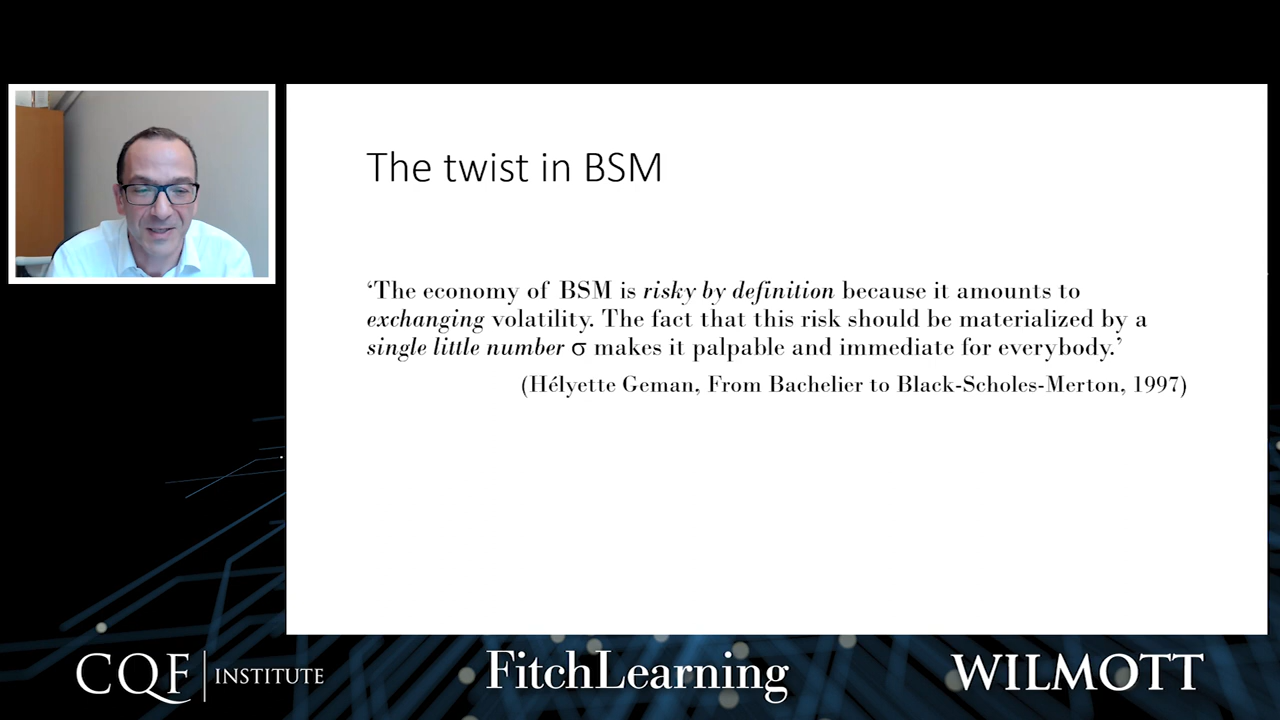 The twist in BSM
‘The economy of BSM is risky by definition because it amounts to
exchanging volatility. The fact that this risk should be materialized by a
single little number σ makes it palpable and immediate for everybody.’
(Hélyette Geman, From Bachelier to Black-Scholes-Merton, 1997)
CQF INSTITUTE
FitchLearning
WILMOTT